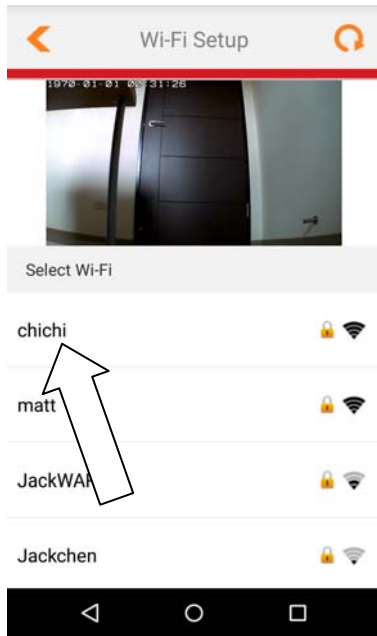 Wi-Fi Setup
1970-01-01 00:31:26
Select Wi-Fi
chichi
matt
Jackchen